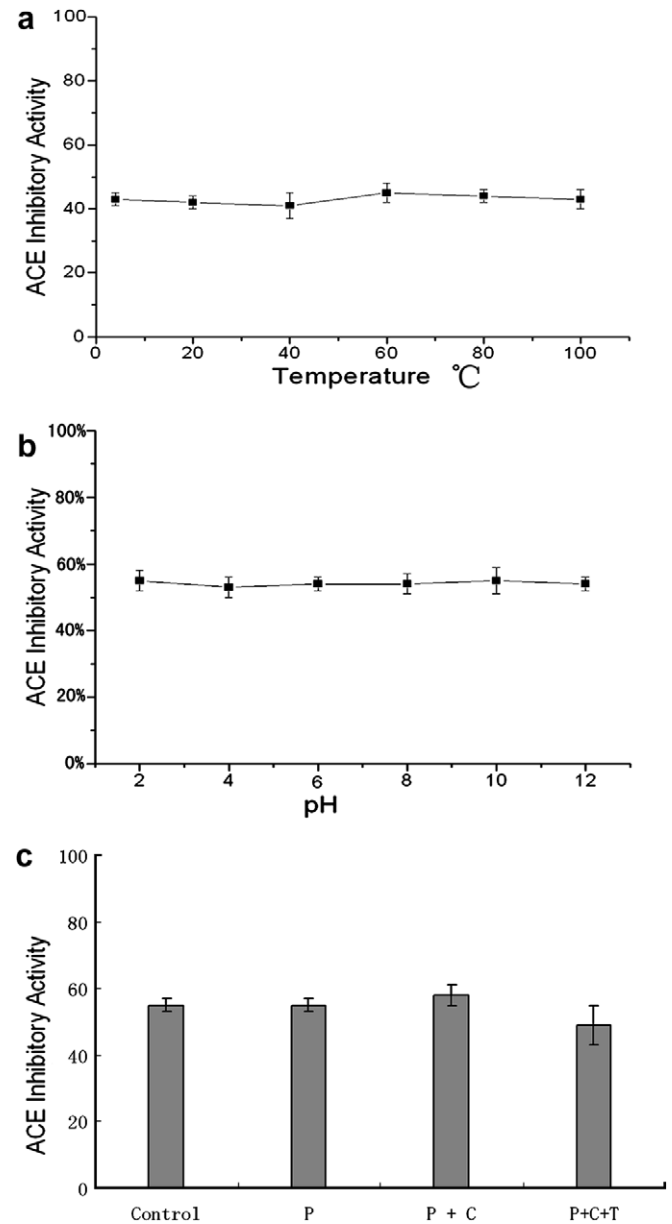 a
ACE Inhibitory Activity
100
80
60
40
20
0
0 20 40 60 80 100
Temperature ℃
b
ACE Inhibitory Activity
100%
80%
60%
40%
20%
0%
2 4 6 8 10 12
pH
c
ACE Inhibitory Activity
100
80
60
40
20
0
Control P P + C P+C+T